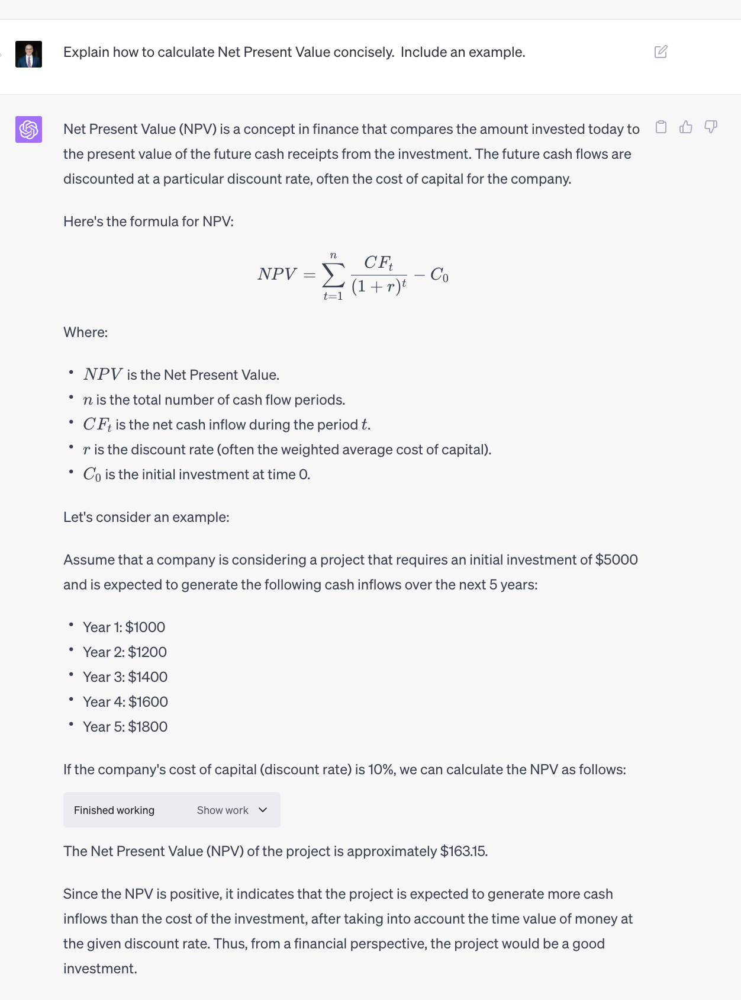 Explain how to calculate Net Present Value concisely.  Include an example.
Net Present Value (NPV) is a concept in finance that compares the amount invested today to
the present value of the future cash receipts from the investment. The future cash flows are
discounted at a particular discount rate, often the cost of capital for the company.
Here's the formula for NPV:
NPV = ∑_{t=1}^{n} CF_t / (1 + r)^t − C_0
Where:
• NPV is the Net Present Value.
• n is the total number of cash flow periods.
• CF_t is the net cash inflow during the period t.
• r is the discount rate (often the weighted average cost of capital).
• C_0 is the initial investment at time 0.
Let's consider an example:
Assume that a company is considering a project that requires an initial investment of $5000
and is expected to generate the following cash inflows over the next 5 years:
• Year 1: $1000
• Year 2: $1200
• Year 3: $1400
• Year 4: $1600
• Year 5: $1800
If the company's cost of capital (discount rate) is 10%, we can calculate the NPV as follows:
Finished working Show work
The Net Present Value (NPV) of the project is approximately $163.15.
Since the NPV is positive, it indicates that the project is expected to generate more cash
inflows than the cost of the investment, after taking into account the time value of money at
the given discount rate. Thus, from a financial perspective, the project would be a good
investment.